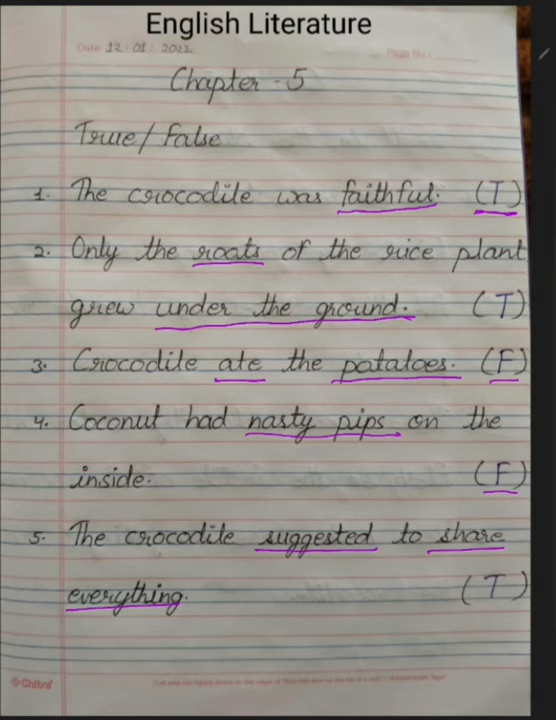 English Literature
Date 12/01/2022 Page No:
Chapter - 5
True/False
1. The crocodile was faithful. (T)
2. Only the roots of the rice plant
grew under the ground. (T)
3. Crocodile ate the patatoes. (F)
4. Coconut had nasty pips on the
inside. (F)
5. The crocodile suggested to share
everything. (T)
Chitra